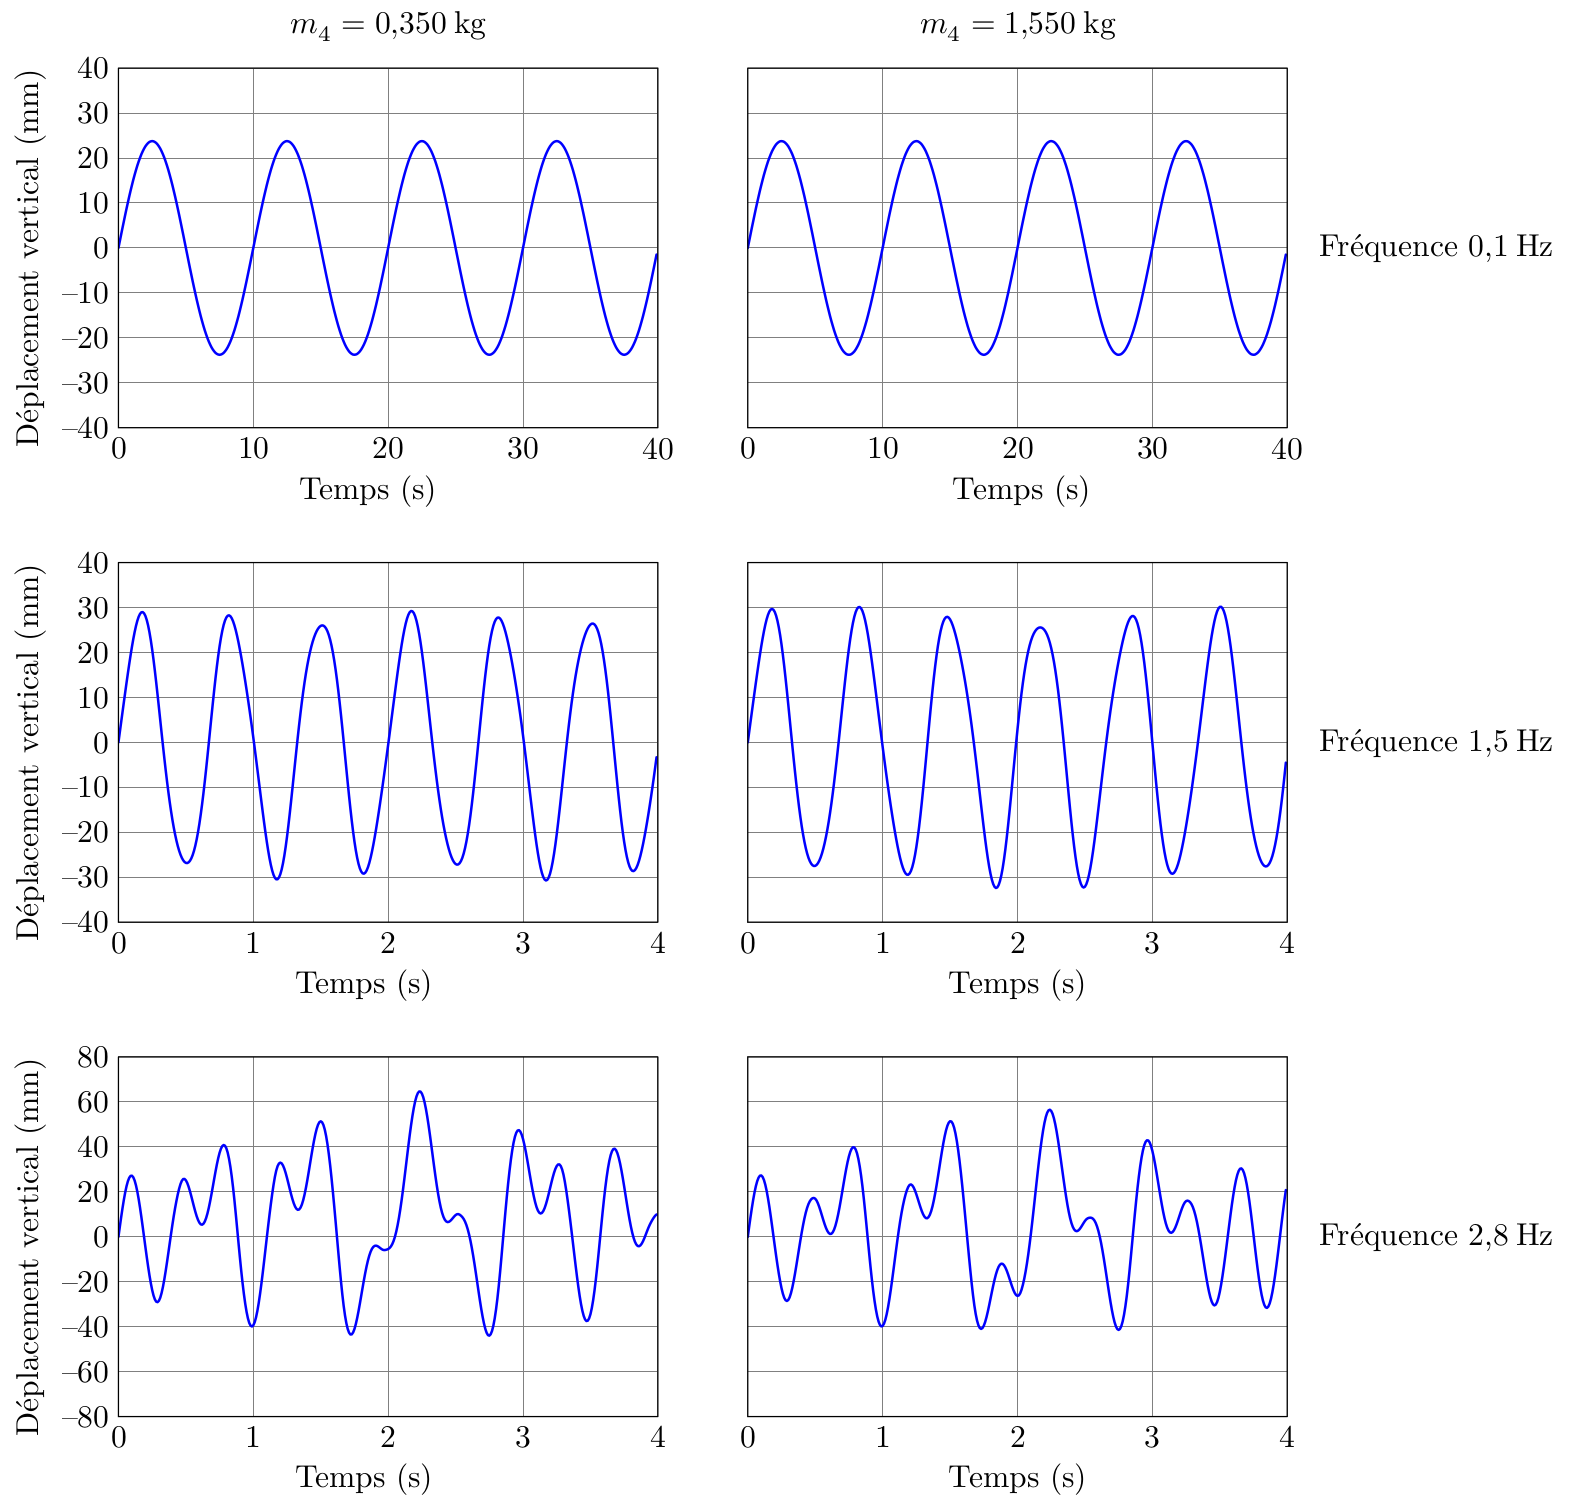 m₄ = 0,350 kg
m₄ = 1,550 kg
Déplacement vertical (mm)
40
30
20
10
0
–10
–20
–30
–40
0 10 20 30 40
Temps (s)
0 10 20 30 40
Temps (s)
Fréquence 0,1 Hz
Déplacement vertical (mm)
40
30
20
10
0
–10
–20
–30
–40
0 1 2 3 4
Temps (s)
0 1 2 3 4
Temps (s)
Fréquence 1,5 Hz
Déplacement vertical (mm)
80
60
40
20
0
–20
–40
–60
–80
0 1 2 3 4
Temps (s)
0 1 2 3 4
Temps (s)
Fréquence 2,8 Hz